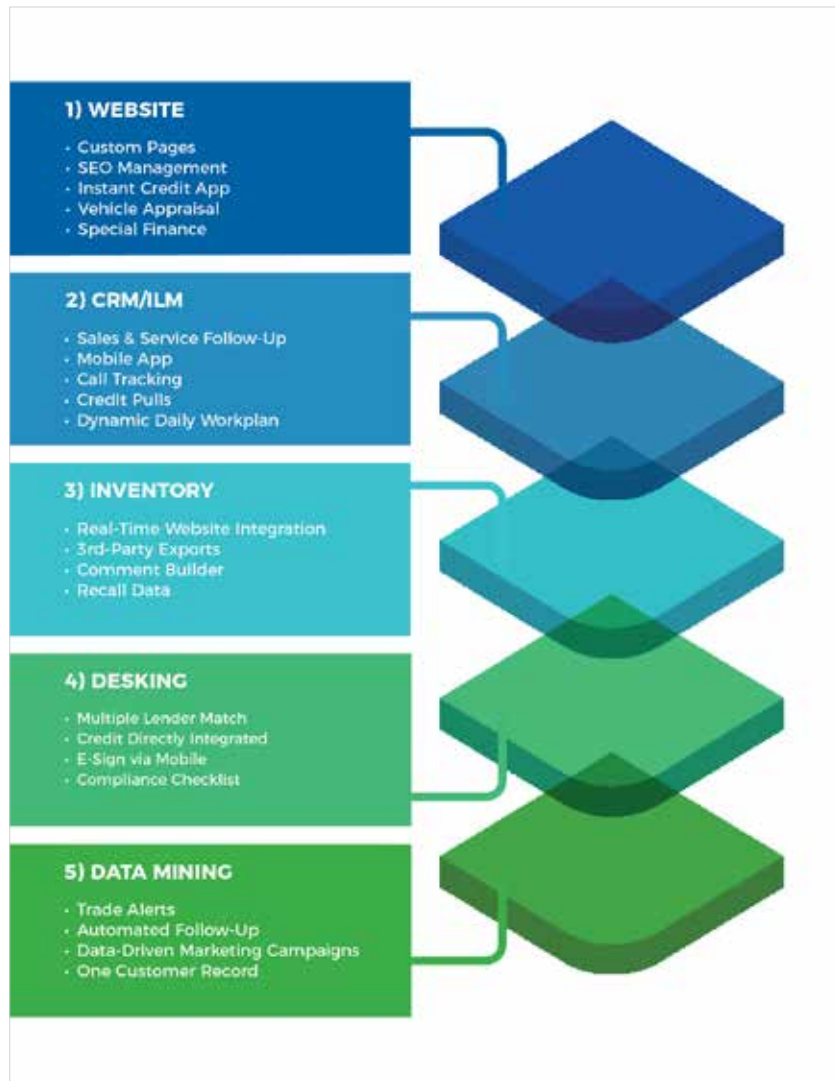 1) WEBSITE
• Custom Pages
• SEO Management
• Instant Credit App
• Vehicle Appraisal
• Special Finance
2) CRM/ILM
• Sales & Service Follow-Up
• Mobile App
• Call Tracking
• Credit Pulls
• Dynamic Daily Workplan
3) INVENTORY
• Real-Time Website Integration
• 3rd-Party Exports
• Comment Builder
• Recall Data
4) DESKING
• Multiple Lender Match
• Credit Directly Integrated
• E-Sign via Mobile
• Compliance Checklist
5) DATA MINING
• Trade Alerts
• Automated Follow-Up
• Data-Driven Marketing Campaigns
• One Customer Record